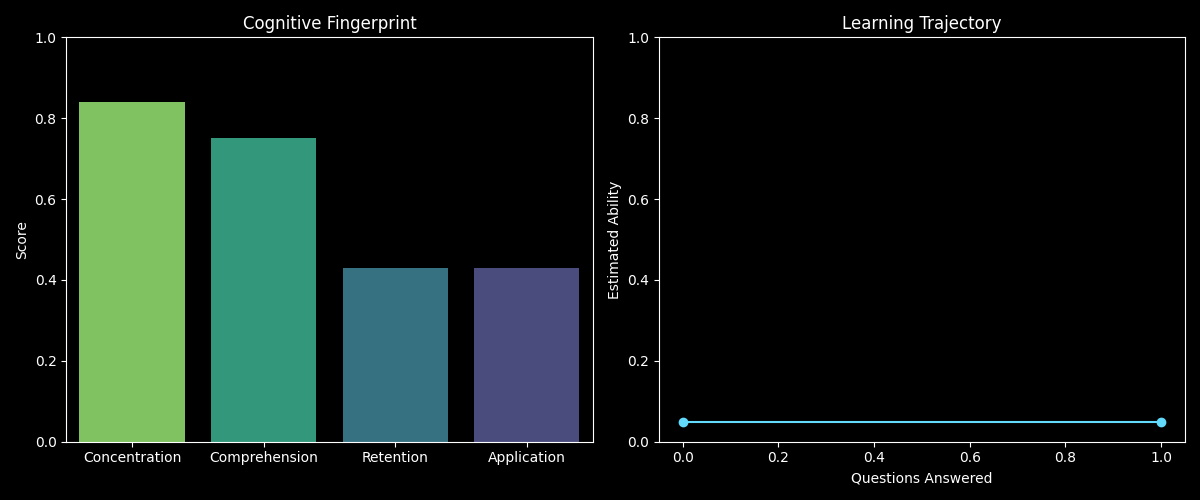 Cognitive Fingerprint
1.0
0.8
0.6
0.4
0.2
0.0
Score
Concentration Comprehension Retention Application
Learning Trajectory
1.0
0.8
0.6
0.4
0.2
0.0
Estimated Ability
0.0 0.2 0.4 0.6 0.8 1.0
Questions Answered